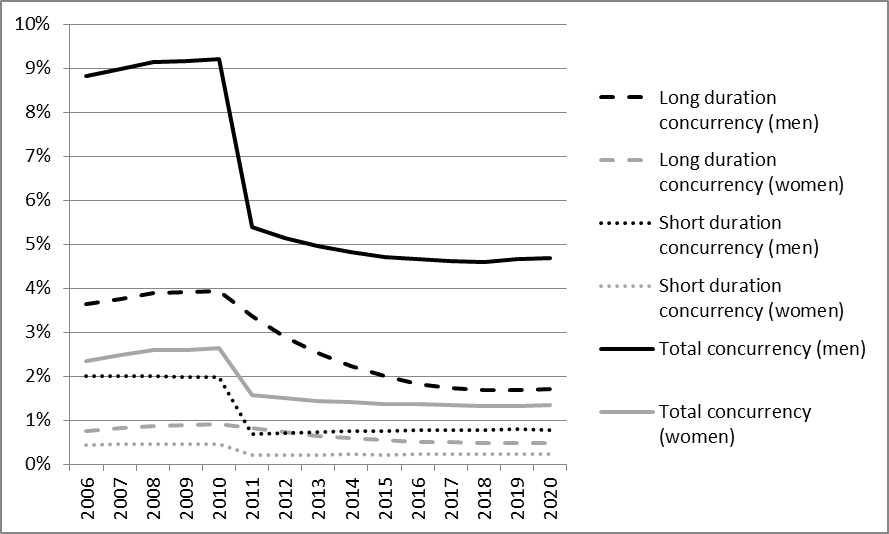 10%
9%
8%
7%
6%
5%
4%
3%
2%
1%
0%
2006
2007
2008
2009
2010
2011
2012
2013
2014
2015
2016
2017
2018
2019
2020
Long duration
concurrency (men)
Long duration
concurrency (women)
Short duration
concurrency (men)
Short duration
concurrency (women)
Total concurrency (men)
Total concurrency
(women)